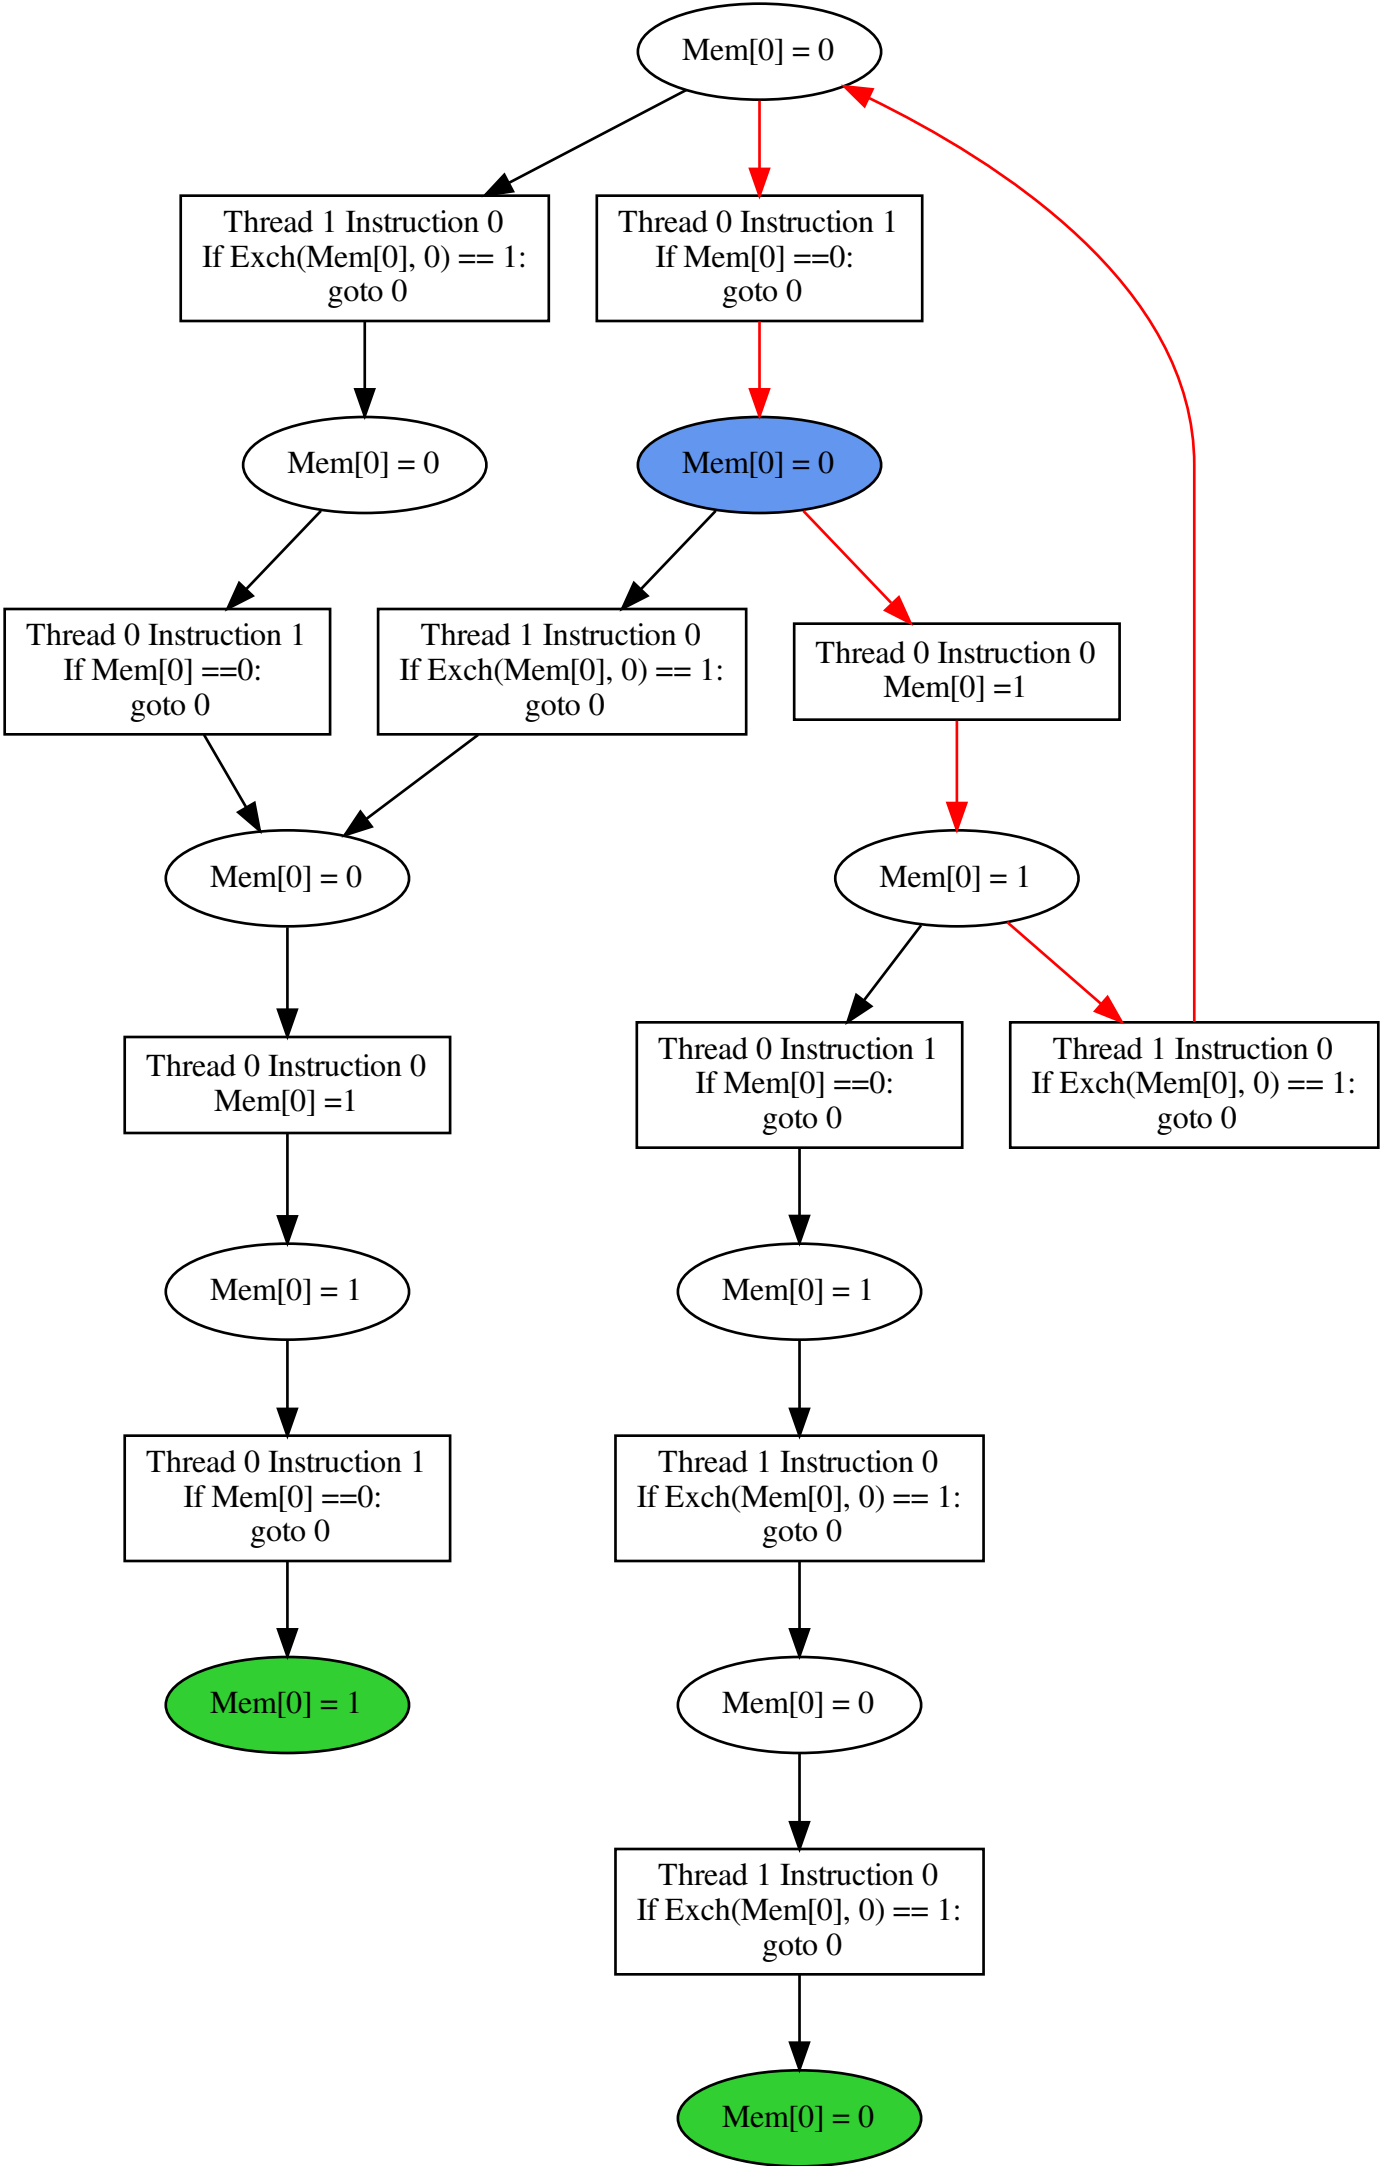 Mem[0] = 0
Thread 1 Instruction 0
If Exch(Mem[0], 0) == 1:
goto 0
Thread 0 Instruction 1
If Mem[0] ==0:
goto 0
Mem[0] = 0
Mem[0] = 0
Thread 0 Instruction 1
If Mem[0] ==0:
goto 0
Thread 1 Instruction 0
If Exch(Mem[0], 0) == 1:
goto 0
Thread 0 Instruction 0
Mem[0] =1
Mem[0] = 0
Mem[0] = 1
Thread 0 Instruction 0
Mem[0] =1
Thread 0 Instruction 1
If Mem[0] ==0:
goto 0
Thread 1 Instruction 0
If Exch(Mem[0], 0) == 1:
goto 0
Mem[0] = 1
Mem[0] = 1
Thread 0 Instruction 1
If Mem[0] ==0:
goto 0
Thread 1 Instruction 0
If Exch(Mem[0], 0) == 1:
goto 0
Mem[0] = 1
Mem[0] = 0
Thread 1 Instruction 0
If Exch(Mem[0], 0) == 1:
goto 0
Mem[0] = 0